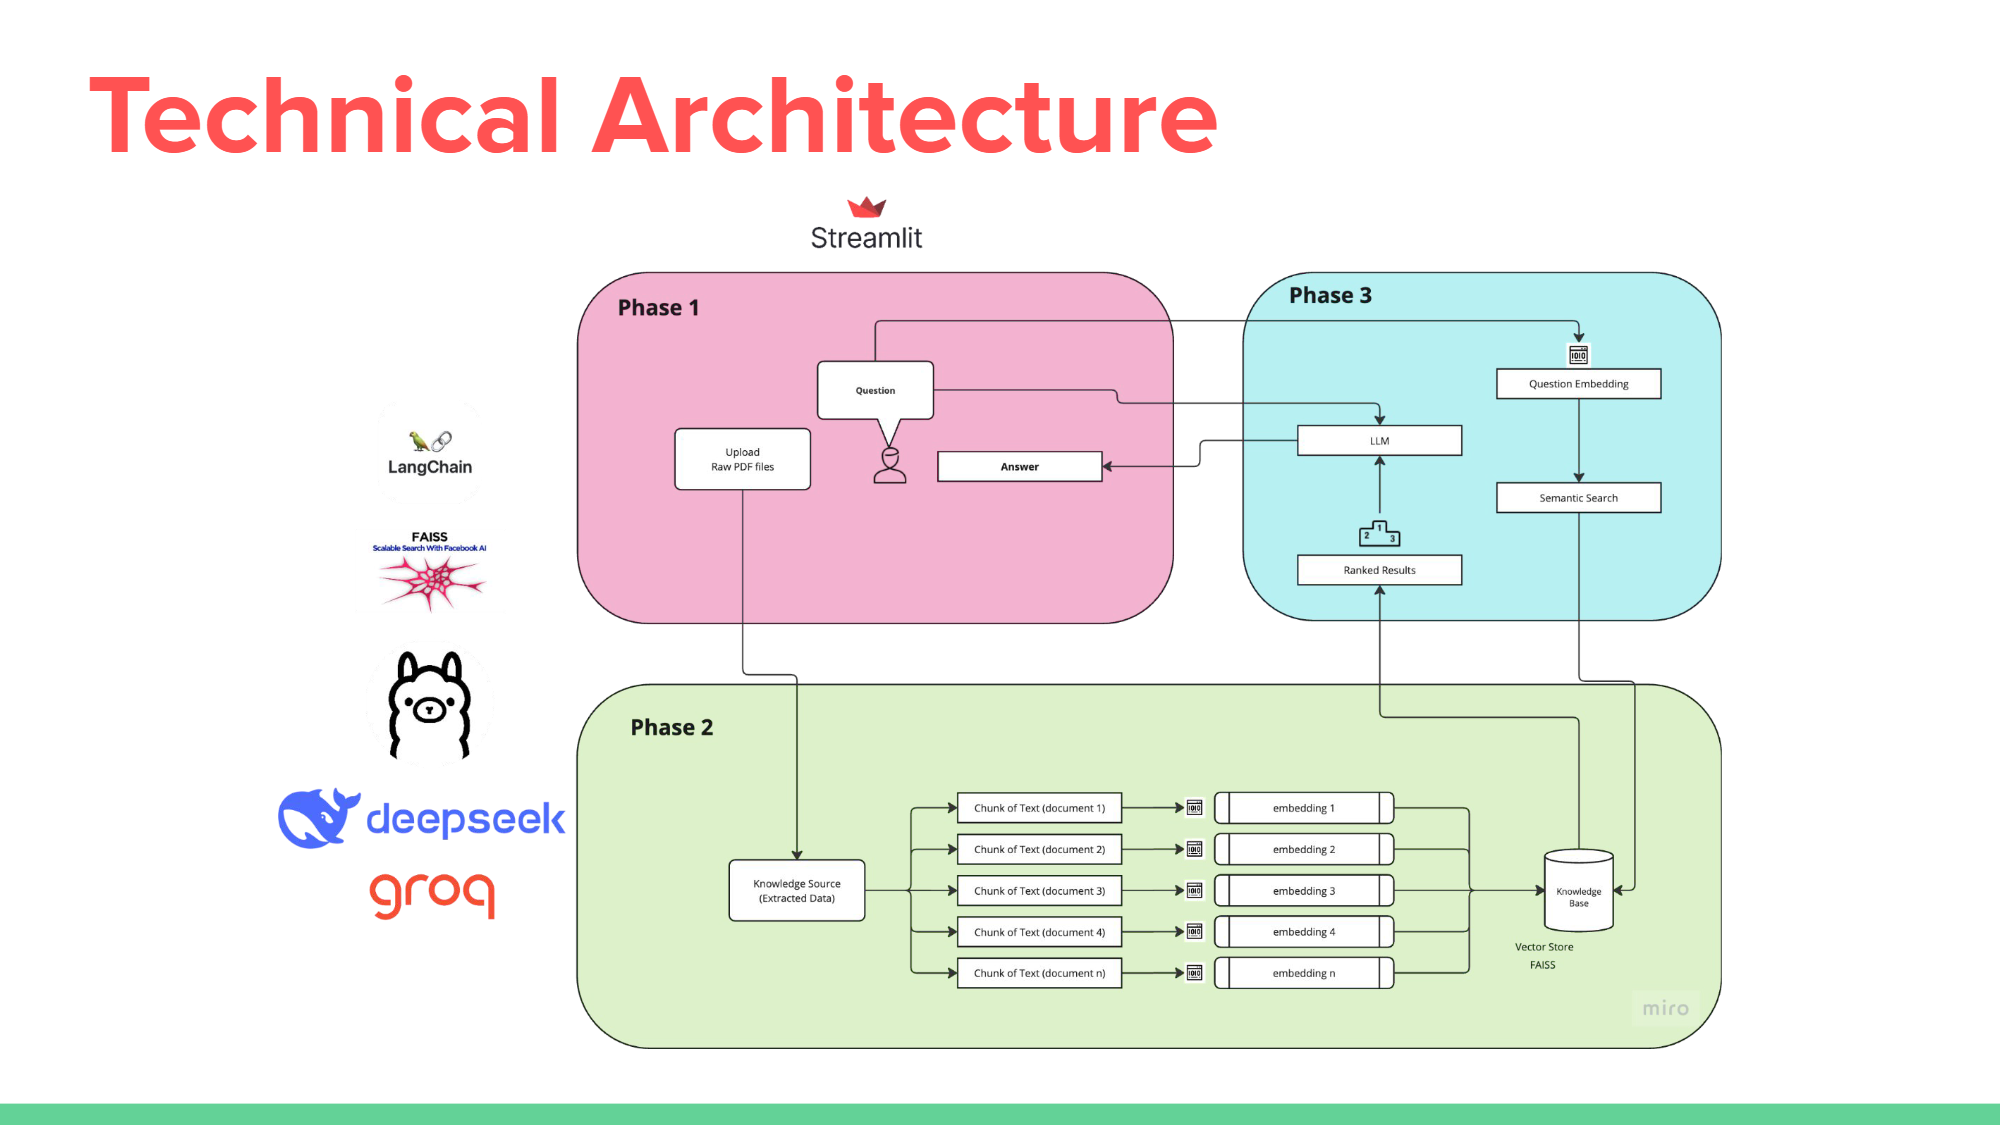 Technical Architecture
Streamlit
Phase 1
Question
Upload
Raw PDF files
Answer
Phase 3
Question Embedding
LLM
Semantic Search
1
2
3
Ranked Results
LangChain
FAISS
Scalable Search With Facebook AI
deepseek
groq
Phase 2
Knowledge Source
(Extracted Data)
Chunk of Text (document 1)
embedding 1
Chunk of Text (document 2)
embedding 2
Chunk of Text (document 3)
embedding 3
Chunk of Text (document 4)
embedding 4
Chunk of Text (document n)
embedding n
Knowledge
Base
Vector Store
FAISS
miro